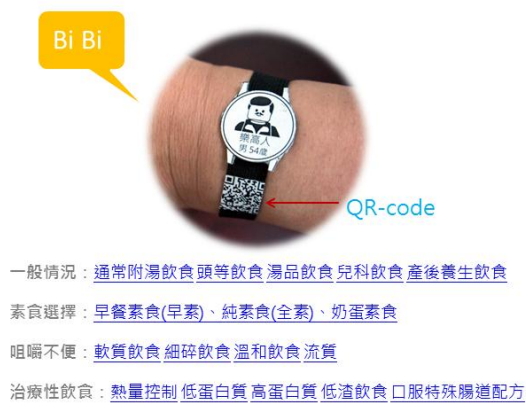 Bi Bi
樂高人
男 54歲
QR-code
一般情況：通常附湯飲食 頭等飲食 湯品飲食 兒科飲食 產後養生飲食
素食選擇：早餐素食(早素)、純素食(全素)、奶蛋素食
咀嚼不便：軟質飲食 細碎飲食 溫和飲食 流質
治療性飲食：熱量控制 低蛋白質 高蛋白質 低渣飲食 口服特殊腸道配方